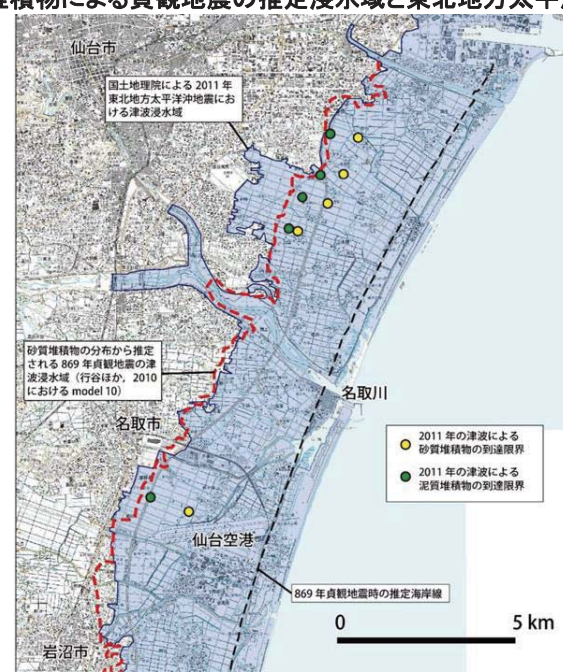 堆積物による貞観地震の推定浸水域と東北地方太平
仙台市
国土地理院による 2011 年
東北地方太平洋沖地震にお
ける津波浸水域
砂質堆積物の分布から推定
される 869 年貞観地震の津
波浸水域（行谷ほか，2010
における model 10）
名取川
名取市
2011 年の津波による
砂質堆積物の到達限界
2011 年の津波による
泥質堆積物の到達限界
仙台空港
869 年貞観地震時の推定海岸線
0 5 km
岩沼市